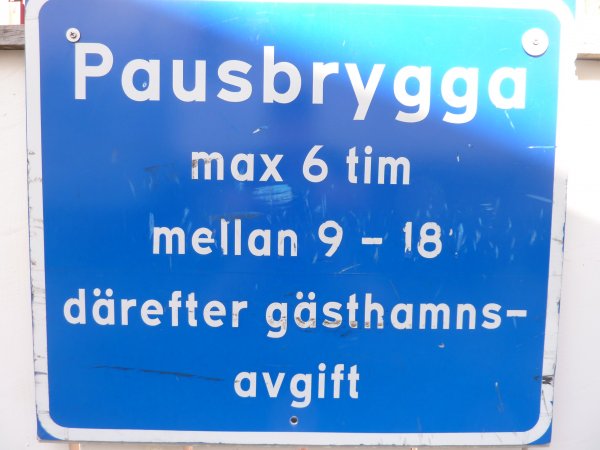 Pausbrygga
max 6 tim
mellan 9 – 18
därefter gästhamns–
avgift